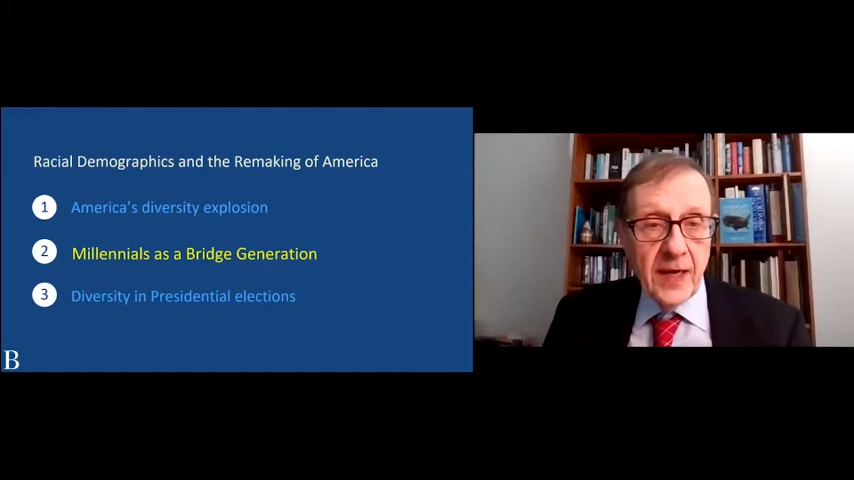 Racial Demographics and the Remaking of America
1 America's diversity explosion
2 Millennials as a Bridge Generation
3 Diversity in Presidential elections
B
DIVERSITY